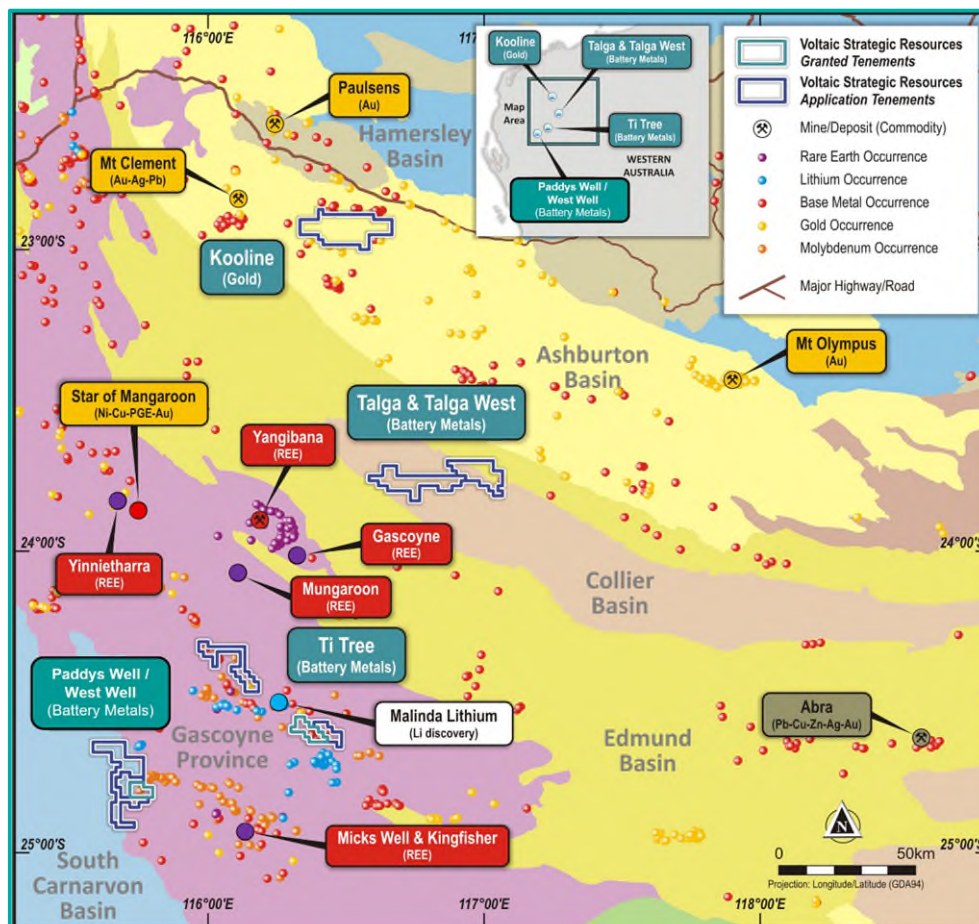 116°00'E
117
118°00'E
Kooline
(Gold)
Talga & Talga West
(Battery Metals)
Map
Area
Ti Tree
(Battery Metals)
WESTERN
AUSTRALIA
Paddys Well /
West Well
(Battery Metals)
Voltaic Strategic Resources
Granted Tenements
Voltaic Strategic Resources
Application Tenements
Mine/Deposit (Commodity)
Rare Earth Occurrence
Lithium Occurrence
Base Metal Occurrence
Gold Occurrence
Molybdenum Occurrence
Major Highway/Road
Paulsens
(Au)
Hamersley
Basin
Mt Clement
(Au-Ag-Pb)
23°00'S
Kooline
(Gold)
Ashburton
Basin
Mt Olympus
(Au)
Star of Mangaroon
(Ni-Cu-PGE-Au)
Talga & Talga West
(Battery Metals)
Yangibana
(REE)
Gascoyne
(REE)
24°00'S
24°00'S
Yinnietharra
(REE)
Mungaroon
(REE)
Collier
Basin
Ti Tree
(Battery Metals)
Paddys Well /
West Well
(Battery Metals)
Malinda Lithium
(Li discovery)
Abra
(Pb-Cu-Zn-Ag-Au)
Gascoyne
Province
Edmund
Basin
N
Micks Well & Kingfisher
(REE)
25°00'S
25°00'S
0
50km
Projection: Longitude/Latitude (GDA94)
South
Carnarvon
Basin
116°00'E
117°00'E
118°00'E